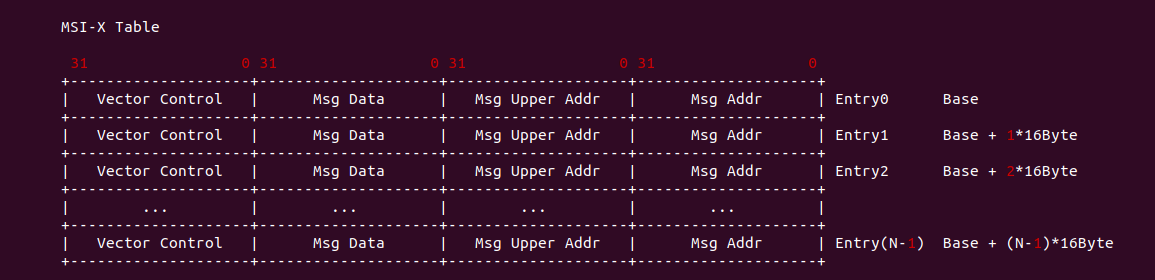 MSI-X Table
31 0 31 0 31 0 31 0
+--------------------+--------------------+--------------------+--------------------+
| Vector Control | Msg Data | Msg Upper Addr | Msg Addr | Entry0 Base
+--------------------+--------------------+--------------------+--------------------+
| Vector Control | Msg Data | Msg Upper Addr | Msg Addr | Entry1 Base + 1*16Byte
+--------------------+--------------------+--------------------+--------------------+
| Vector Control | Msg Data | Msg Upper Addr | Msg Addr | Entry2 Base + 2*16Byte
+--------------------+--------------------+--------------------+--------------------+
| ... | ... | ... | ... |
+--------------------+--------------------+--------------------+--------------------+
| Vector Control | Msg Data | Msg Upper Addr | Msg Addr | Entry(N-1) Base + (N-1)*16Byte
+--------------------+--------------------+--------------------+--------------------+